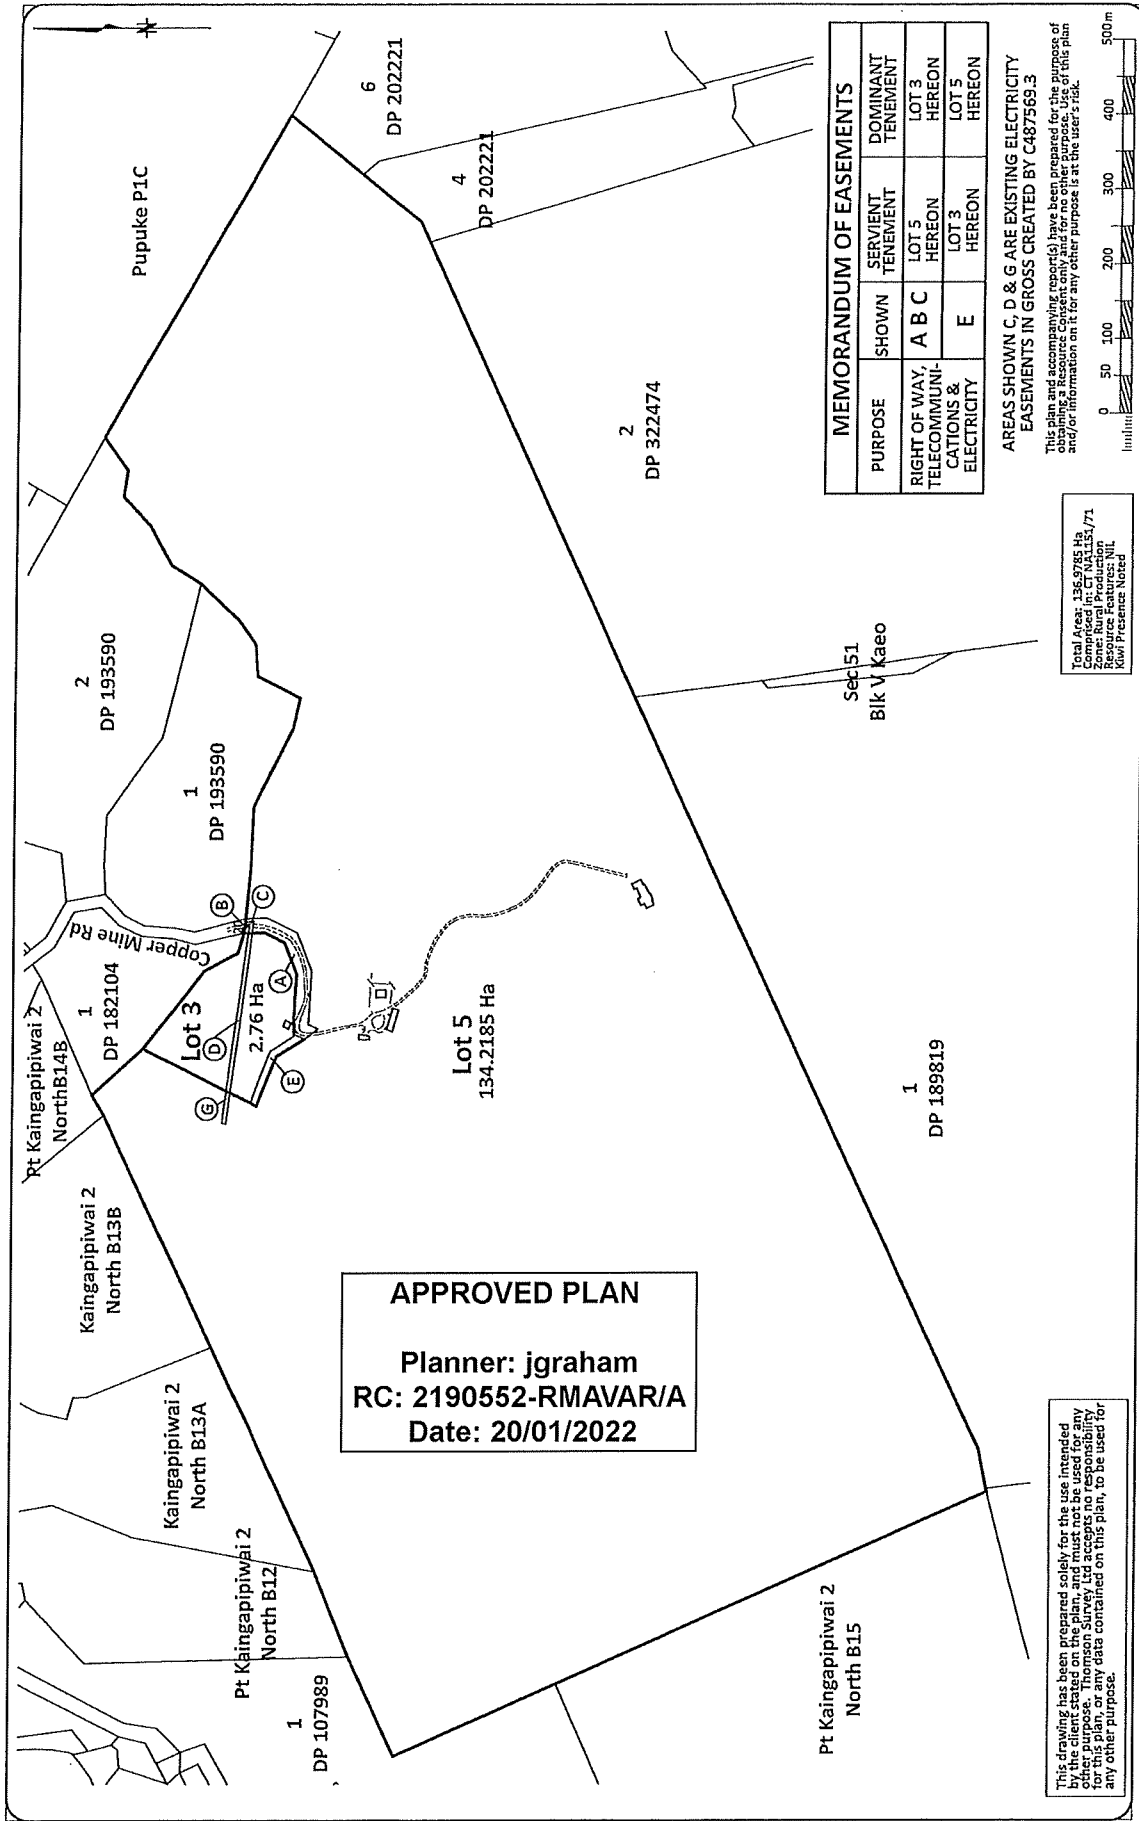 Pupuke P1C
6
DP 202221
4
DP 202221
2
DP 193590
1
DP 193590
Copper Mine Rd
1
DP 182104
Pt Kaingapipiwai 2
NorthB14B
Kaingapipiwai 2
North B13B
Kaingapipiwai 2
North B13A
Pt Kaingapipiwai 2
North B12
1
DP 107989
Lot 3
2.76 Ha
A
B
C
D
E
G
Lot 5
134.2185 Ha
2
DP 322474
Sec 51
Blk V Kaeo
1
DP 189819
Pt Kaingapipiwai 2
North B15
APPROVED PLAN
Planner: jgraham
RC: 2190552-RMAVAR/A
Date: 20/01/2022
MEMORANDUM OF EASEMENTS
PURPOSE SHOWN SERVIENT TENEMENT DOMINANT TENEMENT
RIGHT OF WAY,
TELECOMMUNI-
CATIONS &
ELECTRICITY
A B C LOT 5 HEREON LOT 3 HEREON
E LOT 3 HEREON LOT 5 HEREON
AREAS SHOWN C, D & G ARE EXISTING ELECTRICITY
EASEMENTS IN GROSS CREATED BY C487569.3
This plan and accompanying report(s) have been prepared for the purpose of
obtaining a Resource Consent only and for no other purpose. Use of this plan
and/or information on it for any other purpose is at the user's risk.
0 50 100 200 300 400 500m
Total Area: 136.9785 Ha
Comprised in: CT NA1151/71
Zone: Rural Production
Resource Features: NIL
Kiwi Presence Noted
This drawing has been prepared solely for the use intended
by the client stated on the plan, and must not be used for any
other purpose. Thomson Survey Ltd accepts no responsibility
for this plan, or any data contained on this plan, to be used for
any other purpose.